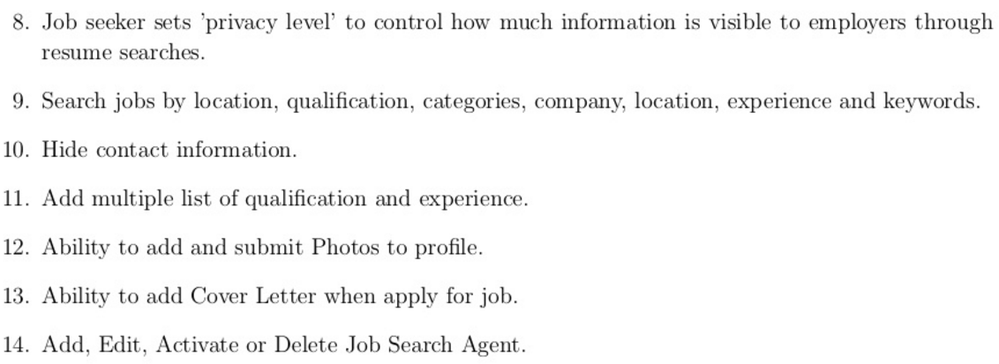 8. Job seeker sets ’privacy level’ to control how much information is visible to employers through
resume searches.
9. Search jobs by location, qualification, categories, company, location, experience and keywords.
10. Hide contact information.
11. Add multiple list of qualification and experience.
12. Ability to add and submit Photos to profile.
13. Ability to add Cover Letter when apply for job.
14. Add, Edit, Activate or Delete Job Search Agent.